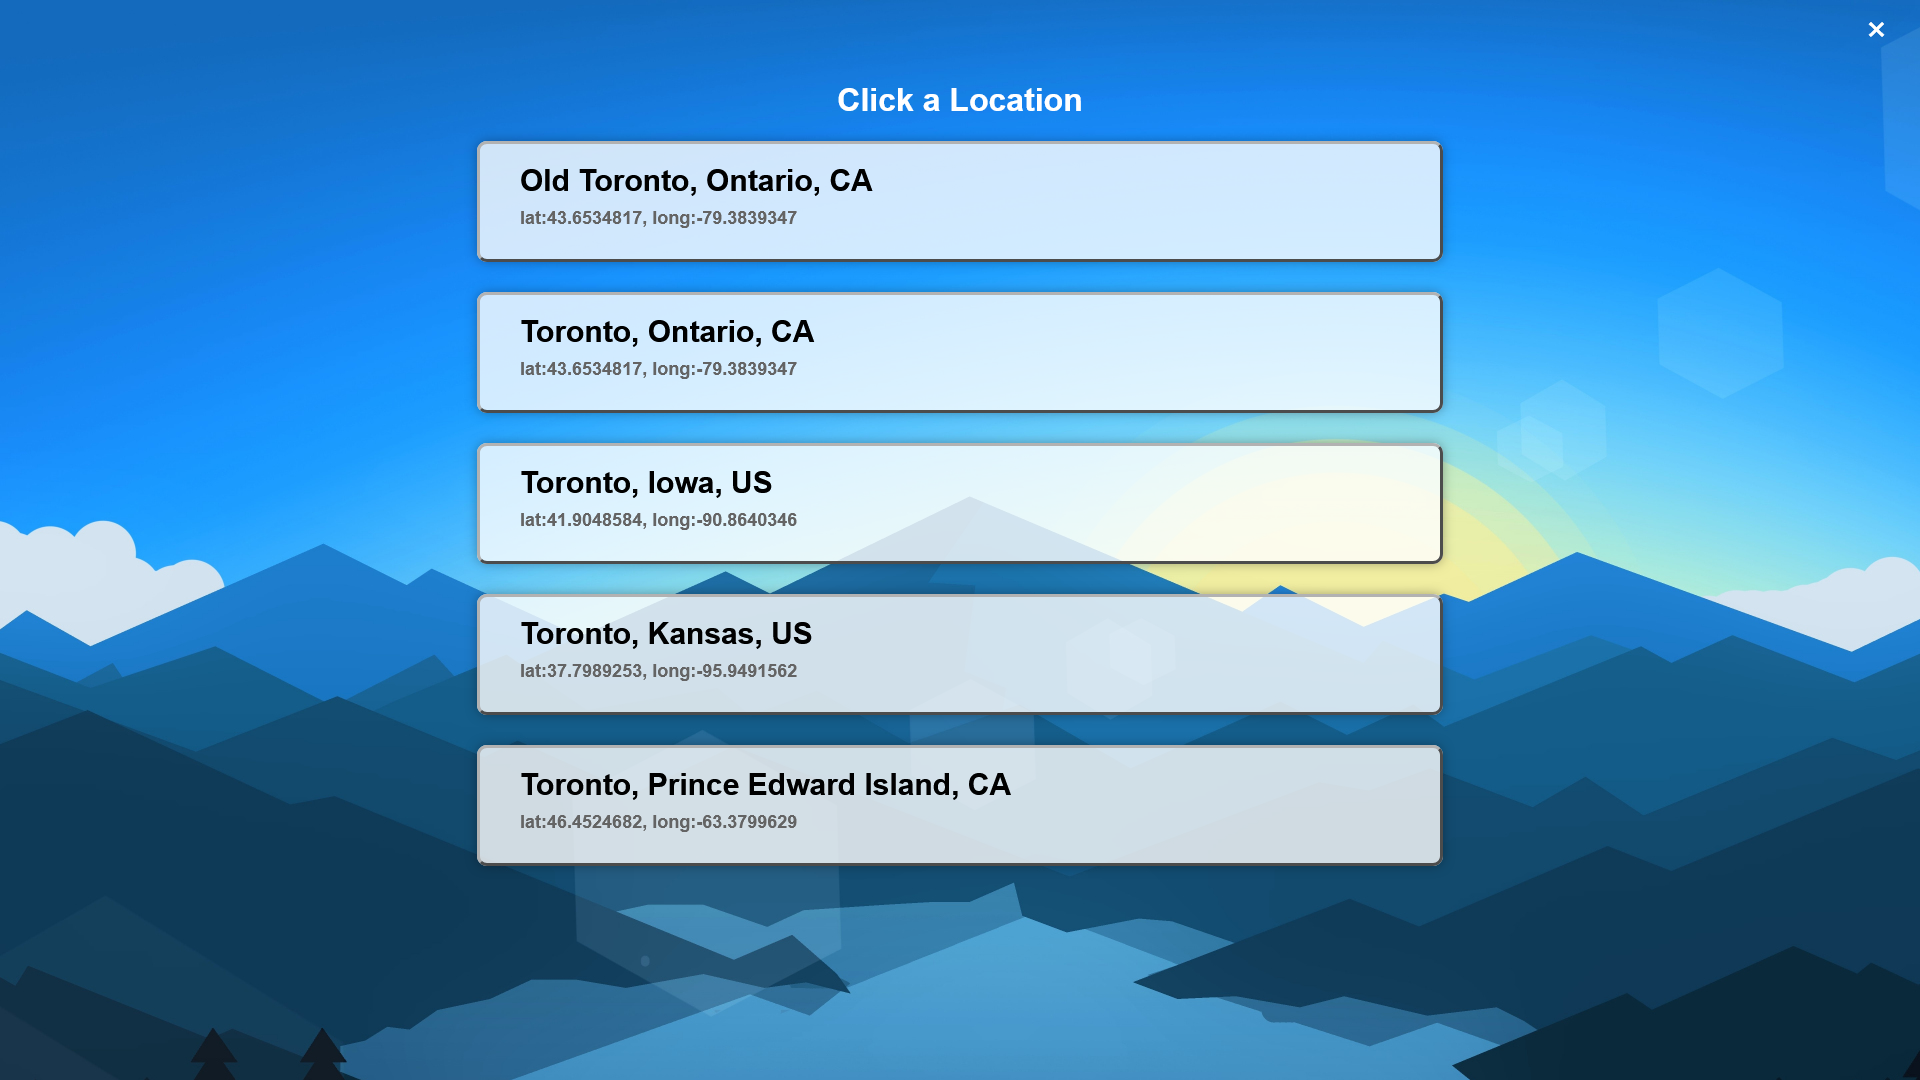 ×
Click a Location
Old Toronto, Ontario, CA
lat:43.6534817, long:-79.3839347
Toronto, Ontario, CA
lat:43.6534817, long:-79.3839347
Toronto, Iowa, US
lat:41.9048584, long:-90.8640346
Toronto, Kansas, US
lat:37.7989253, long:-95.9491562
Toronto, Prince Edward Island, CA
lat:46.4524682, long:-63.3799629